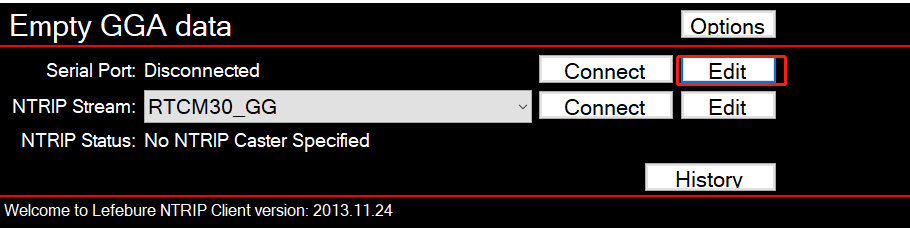 Empty GGA data Options
Serial Port: Disconnected Connect Edit
NTRIP Stream: RTCM30_GG Connect Edit
NTRIP Status: No NTRIP Caster Specified
History
Welcome to Lefebure NTRIP Client version: 2013.11.24